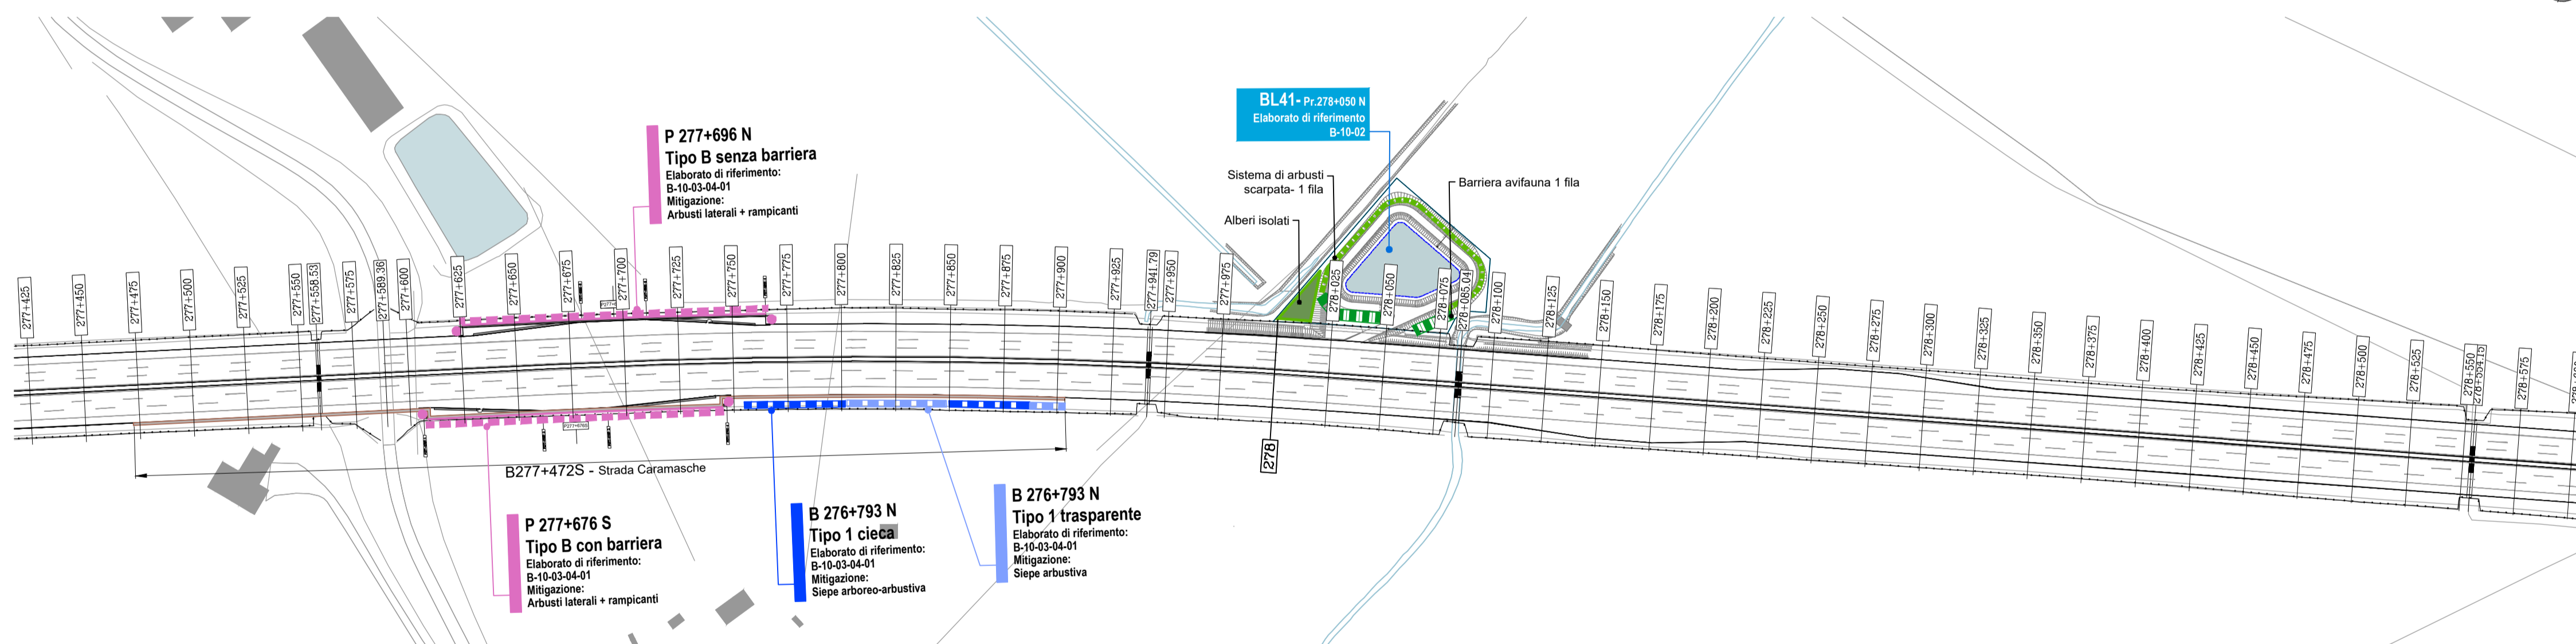 P 277+696 N
Tipo B senza barriera
Elaborato di riferimento:
B-10-03-04-01
Mitigazione:
Arbusti laterali + rampicanti
BL41- Pr.278+050 N
Elaborato di riferimento
B-10-02
Sistema di arbusti
scarpata- 1 fila
Alberi isolati
Barriera avifauna 1 fila
277+425
277+450
277+475
277+500
277+525
277+550
277+558.53
277+575
277+589.36
277+600
277+625
277+650
277+675
277+700
277+725
277+750
277+775
277+800
277+825
277+850
277+875
277+900
277+925
277+941.79
277+950
277+975
278
278+025
278+050
278+075
278+085.04
278+100
278+125
278+150
278+175
278+200
278+225
278+250
278+275
278+300
278+325
278+350
278+375
278+400
278+425
278+450
278+475
278+500
278+525
278+550
278+554.15
278+575
B277+472S - Strada Caramasche
P 277+676 S
Tipo B con barriera
Elaborato di riferimento:
B-10-03-04-01
Mitigazione:
Arbusti laterali + rampicanti
B 276+793 N
Tipo 1 cieca
Elaborato di riferimento:
B-10-03-04-01
Mitigazione:
Siepe arboreo-arbustiva
B 276+793 N
Tipo 1 trasparente
Elaborato di riferimento:
B-10-03-04-01
Mitigazione:
Siepe arbustiva